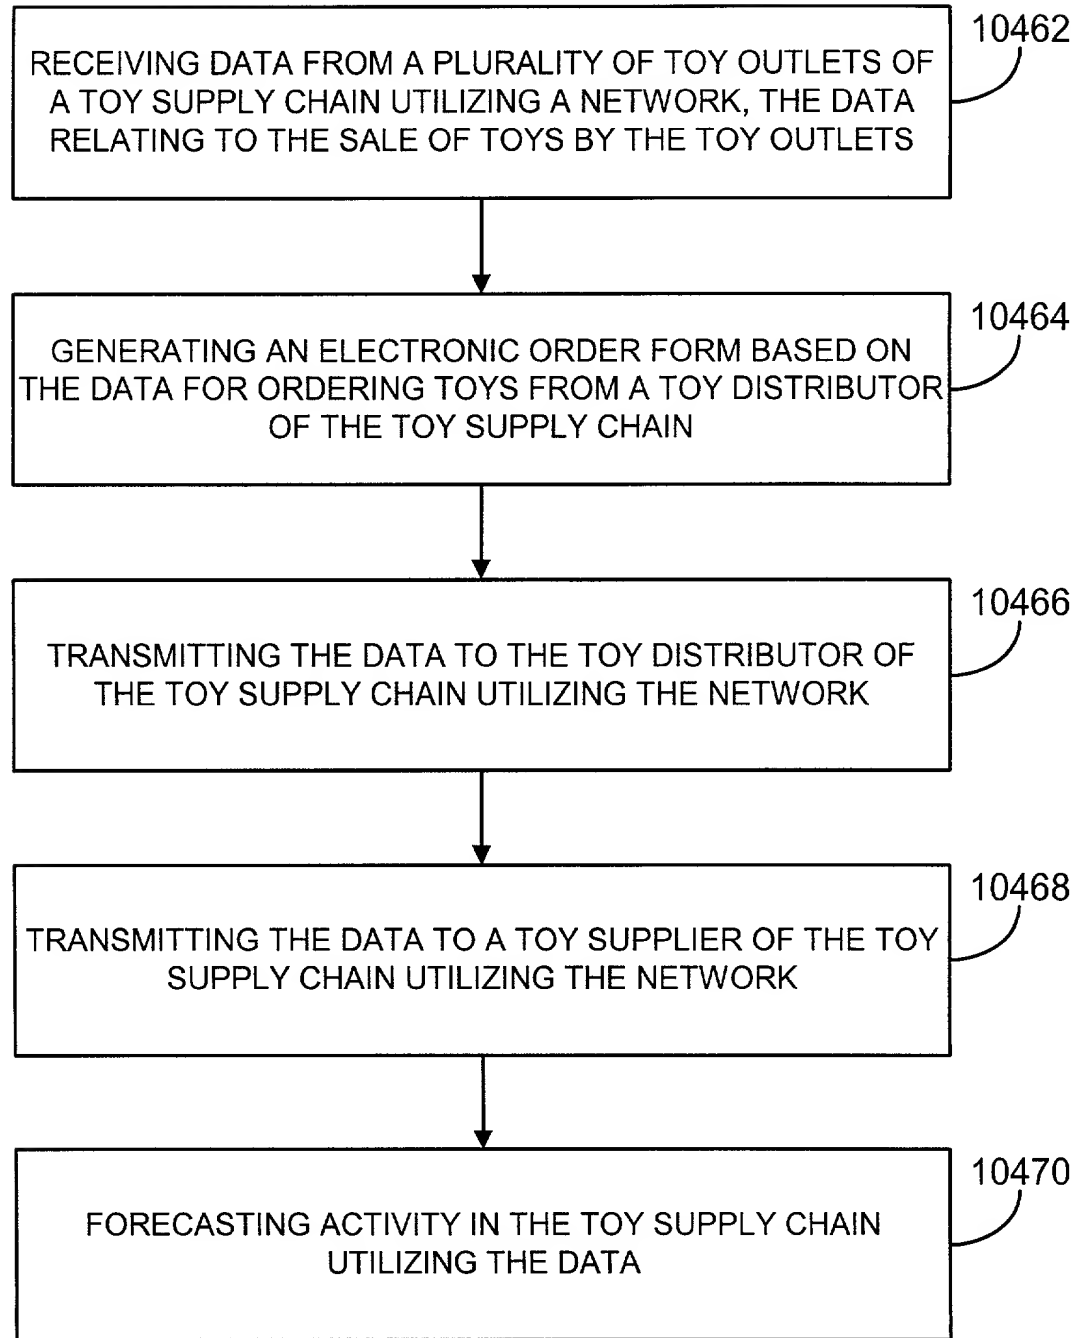 10462
RECEIVING DATA FROM A PLURALITY OF TOY OUTLETS OF
A TOY SUPPLY CHAIN UTILIZING A NETWORK, THE DATA
RELATING TO THE SALE OF TOYS BY THE TOY OUTLETS
10464
GENERATING AN ELECTRONIC ORDER FORM BASED ON
THE DATA FOR ORDERING TOYS FROM A TOY DISTRIBUTOR
OF THE TOY SUPPLY CHAIN
10466
TRANSMITTING THE DATA TO THE TOY DISTRIBUTOR OF
THE TOY SUPPLY CHAIN UTILIZING THE NETWORK
10468
TRANSMITTING THE DATA TO A TOY SUPPLIER OF THE TOY
SUPPLY CHAIN UTILIZING THE NETWORK
10470
FORECASTING ACTIVITY IN THE TOY SUPPLY CHAIN
UTILIZING THE DATA